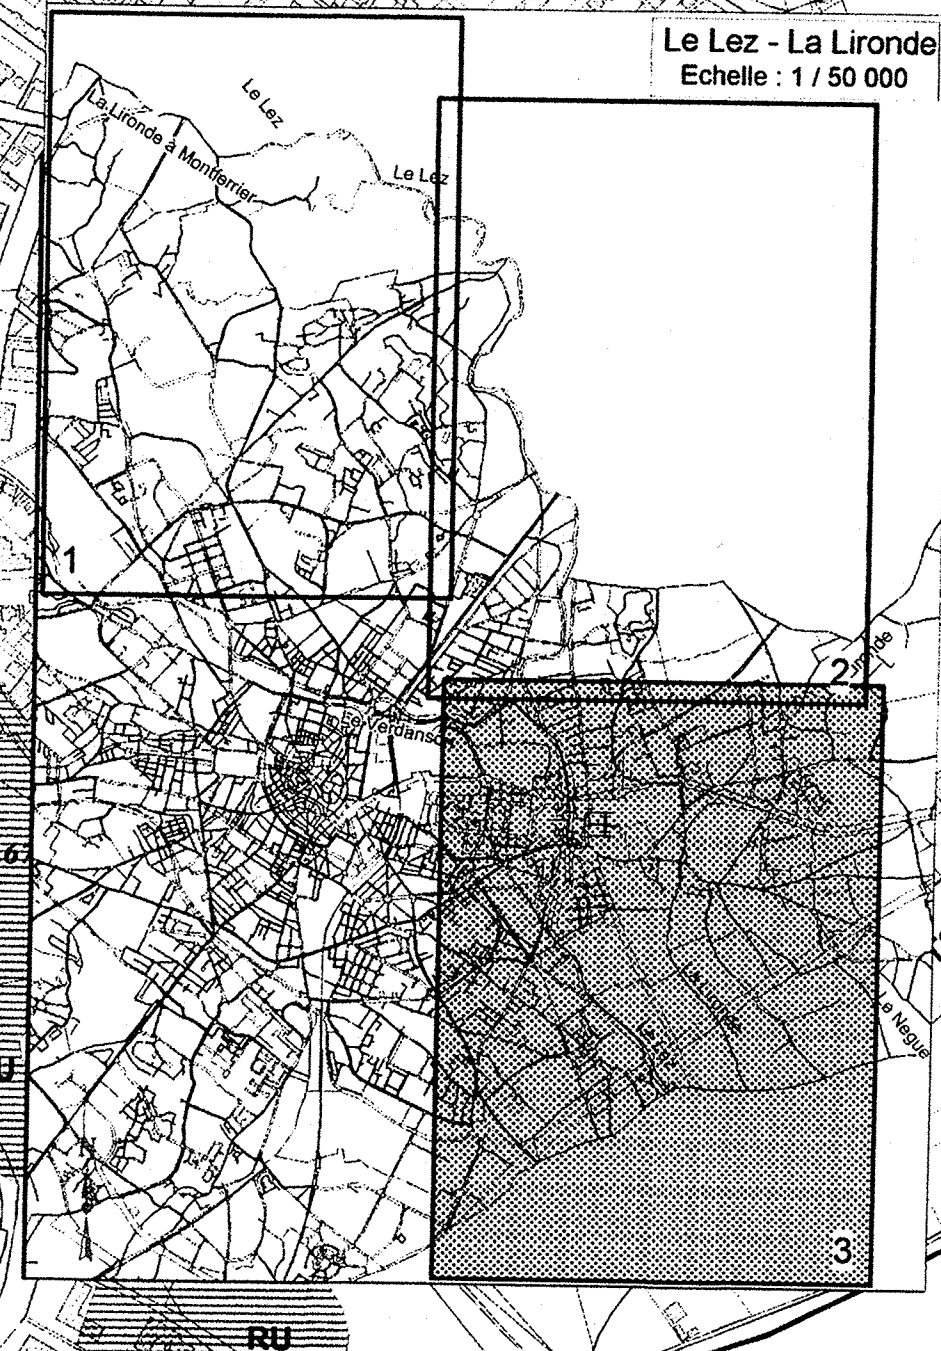 Le Lez - La Lironde
Echelle : 1 / 50 000
Le Lez
La Lironde à Montferrier
Le Lez
1
2
Le Verdanson
6
Le Negue
3
RU